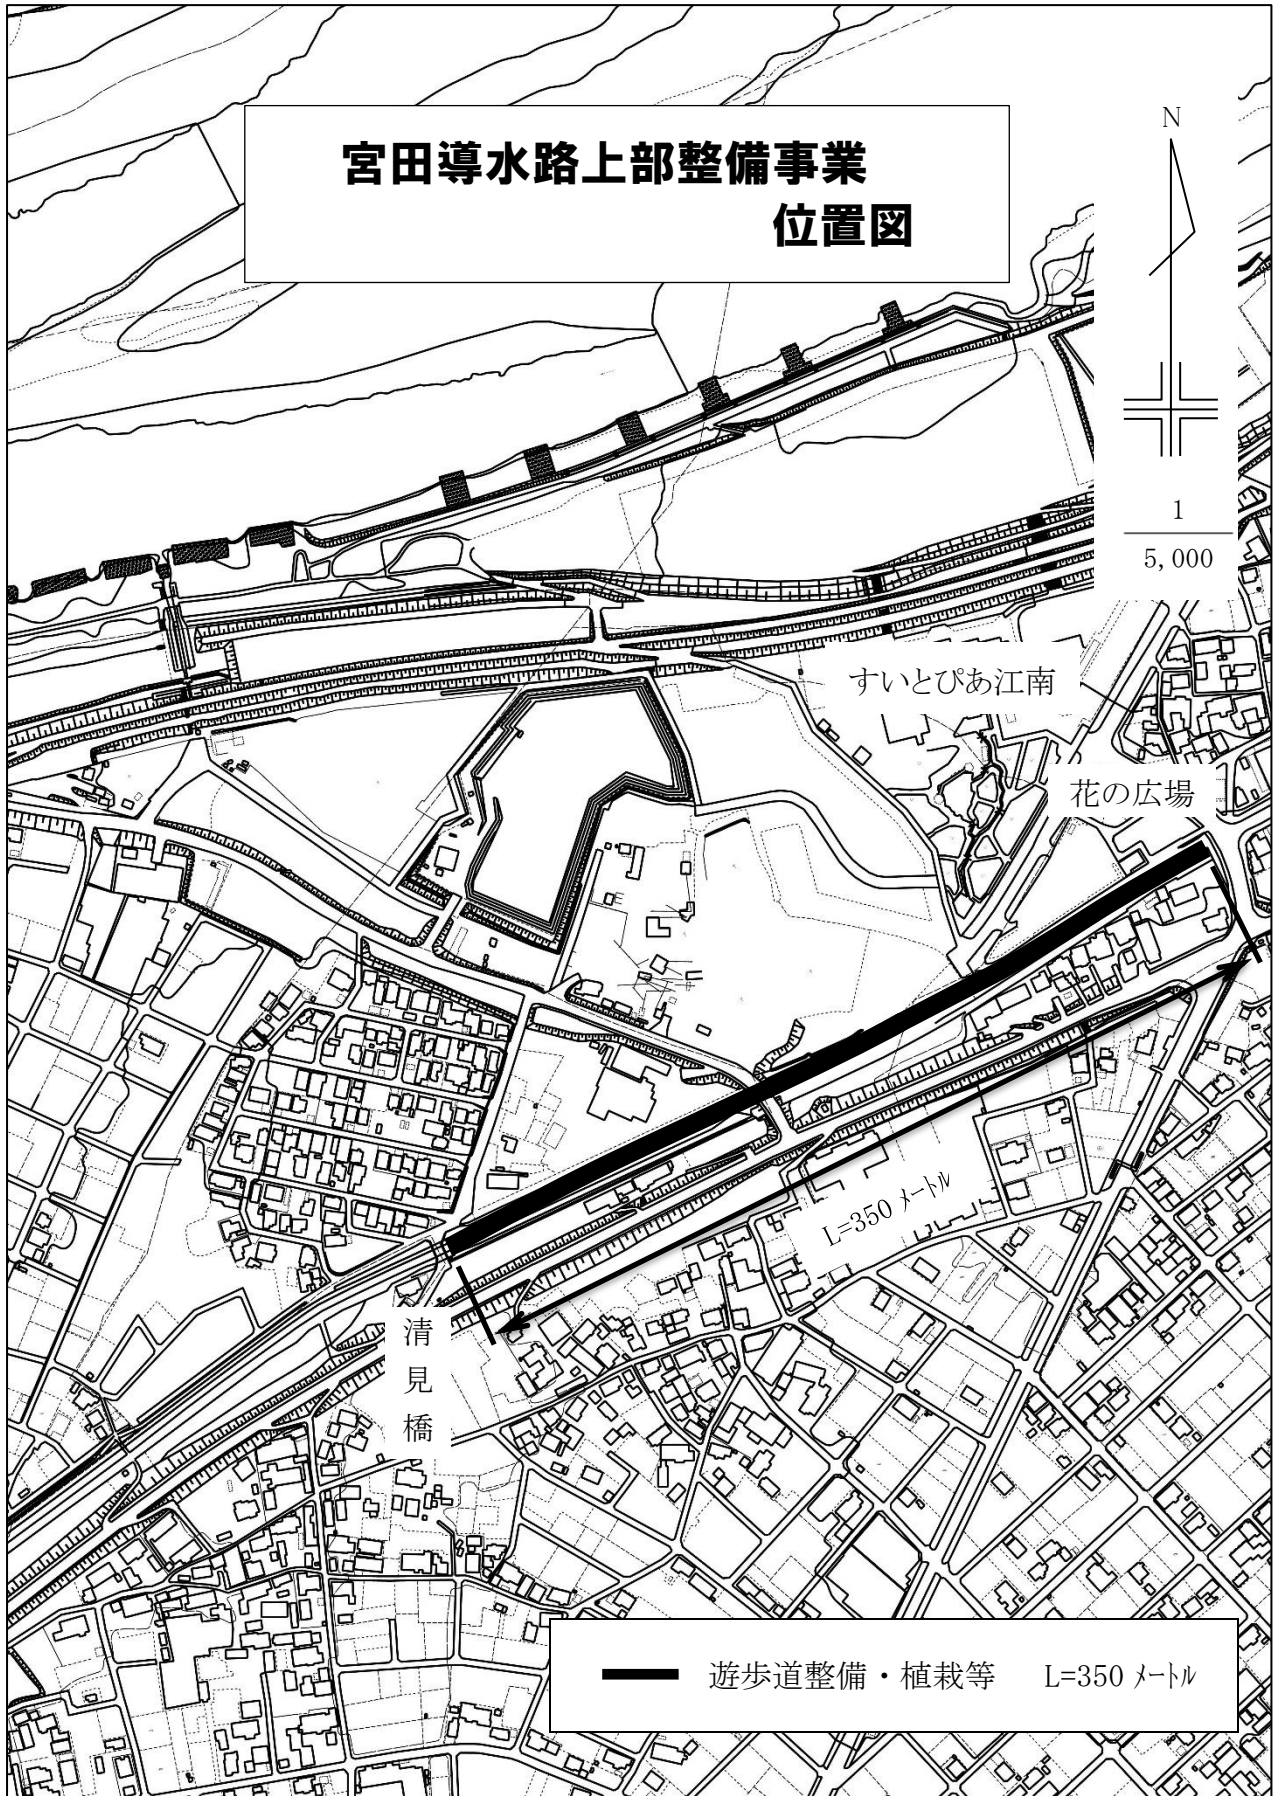 宮田導水路上部整備事業
位置図
N
1
5,000
すいとぴあ江南
花の広場
L=350 メートル
清見橋
遊歩道整備・植栽等 L=350 メートル